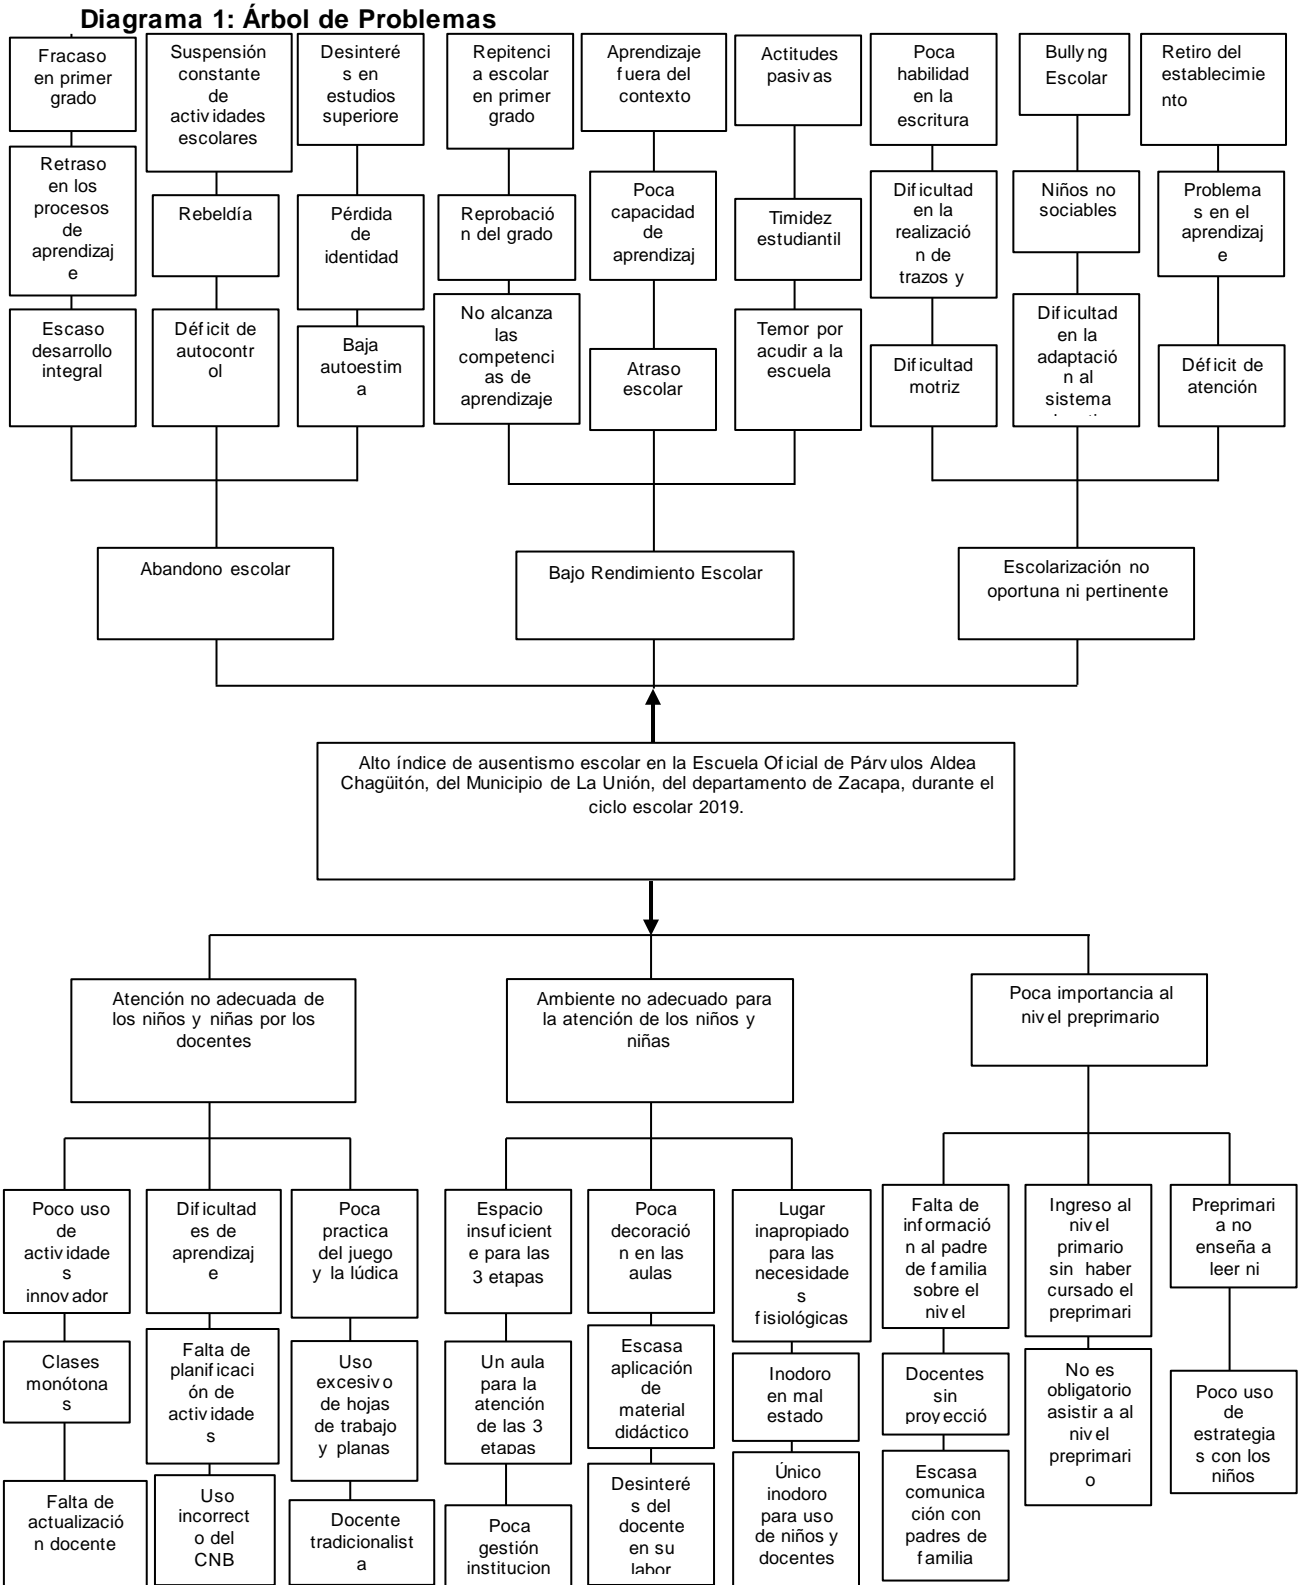 Diagrama 1: Árbol de Problemas
Fracaso
en primer
grado
Suspensión
constante
de
actividades
escolares
Desinteré
s en
estudios
superiore
Repitenci
a escolar
en primer
grado
Aprendizaje
fuera del
contexto
Actitudes
pasivas
Poca
habilidad
en la
escritura
Bullyng
Escolar
Retiro del
establecimie
nto
Retraso
en los
procesos
de
aprendizaj
e
Rebeldía
Pérdida
de
identidad
Reprobació
n del grado
Poca
capacidad
de
aprendizaj
Timidez
estudiantil
Dificultad
en la
realizació
n de
trazos y
Niños no
sociables
Problema
s en el
aprendizaj
e
Escaso
desarrollo
integral
Déficit de
autocontr
ol
Baja
autoestim
a
No alcanza
las
competenci
as de
aprendizaje
Atraso
escolar
Temor por
acudir a la
escuela
Dificultad
motriz
Dificultad
en la
adaptació
n al
sistema
Déficit de
atención
Abandono escolar
Bajo Rendimiento Escolar
Escolarización no
oportuna ni pertinente
Alto índice de ausentismo escolar en la Escuela Oficial de Párvulos Aldea
Chagüitón, del Municipio de La Unión, del departamento de Zacapa, durante el
ciclo escolar 2019.
Atención no adecuada de
los niños y niñas por los
docentes
Ambiente no adecuado para
la atención de los niños y
niñas
Poca importancia al
nivel preprimario
Poco uso
de
actividade
s
innovador
Dificultad
es de
aprendizaj
e
Poca
practica
del juego
y la lúdica
Espacio
insuficient
e para las
3 etapas
Poca
decoració
n en las
aulas
Lugar
inapropiado
para las
necesidade
s
fisiológicas
Falta de
informació
n al padre
de familia
sobre el
nivel
Ingreso al
nivel
primario
sin haber
cursado el
preprimari
Preprimari
a no
enseña a
leer ni
Clases
monótona
s
Falta de
planificaci
ón de
actividade
s
Uso
excesivo
de hojas
de trabajo
y planas
Un aula
para la
atención
de las 3
etapas
Escasa
aplicación
de
material
didáctico
Inodoro
en mal
estado
Docentes
sin
proyecció
No es
obligatorio
asistir a al
nivel
preprimari
o
Poco uso
de
estrategia
s con los
niños
Falta de
actualizació
n docente
Uso
incorrect
o del
CNB
Docente
tradicionalist
a
Poca
gestión
institucion
Desinteré
s del
docente
en su
labor
Único
inodoro
para uso
de niños y
docentes
Escasa
comunica
ción con
padres de
familia